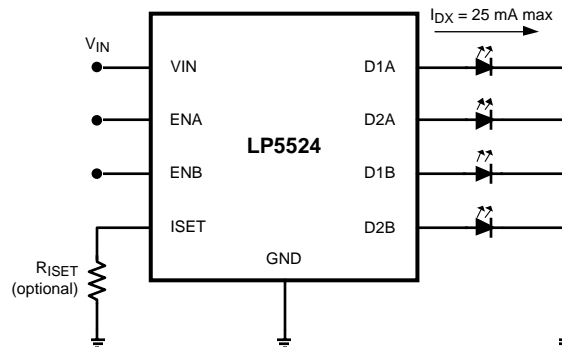 I_DX = 25 mA max
V_IN
VIN
D1A
ENA
D2A
LP5524
ENB
D1B
ISET
D2B
GND
R_ISET
(optional)